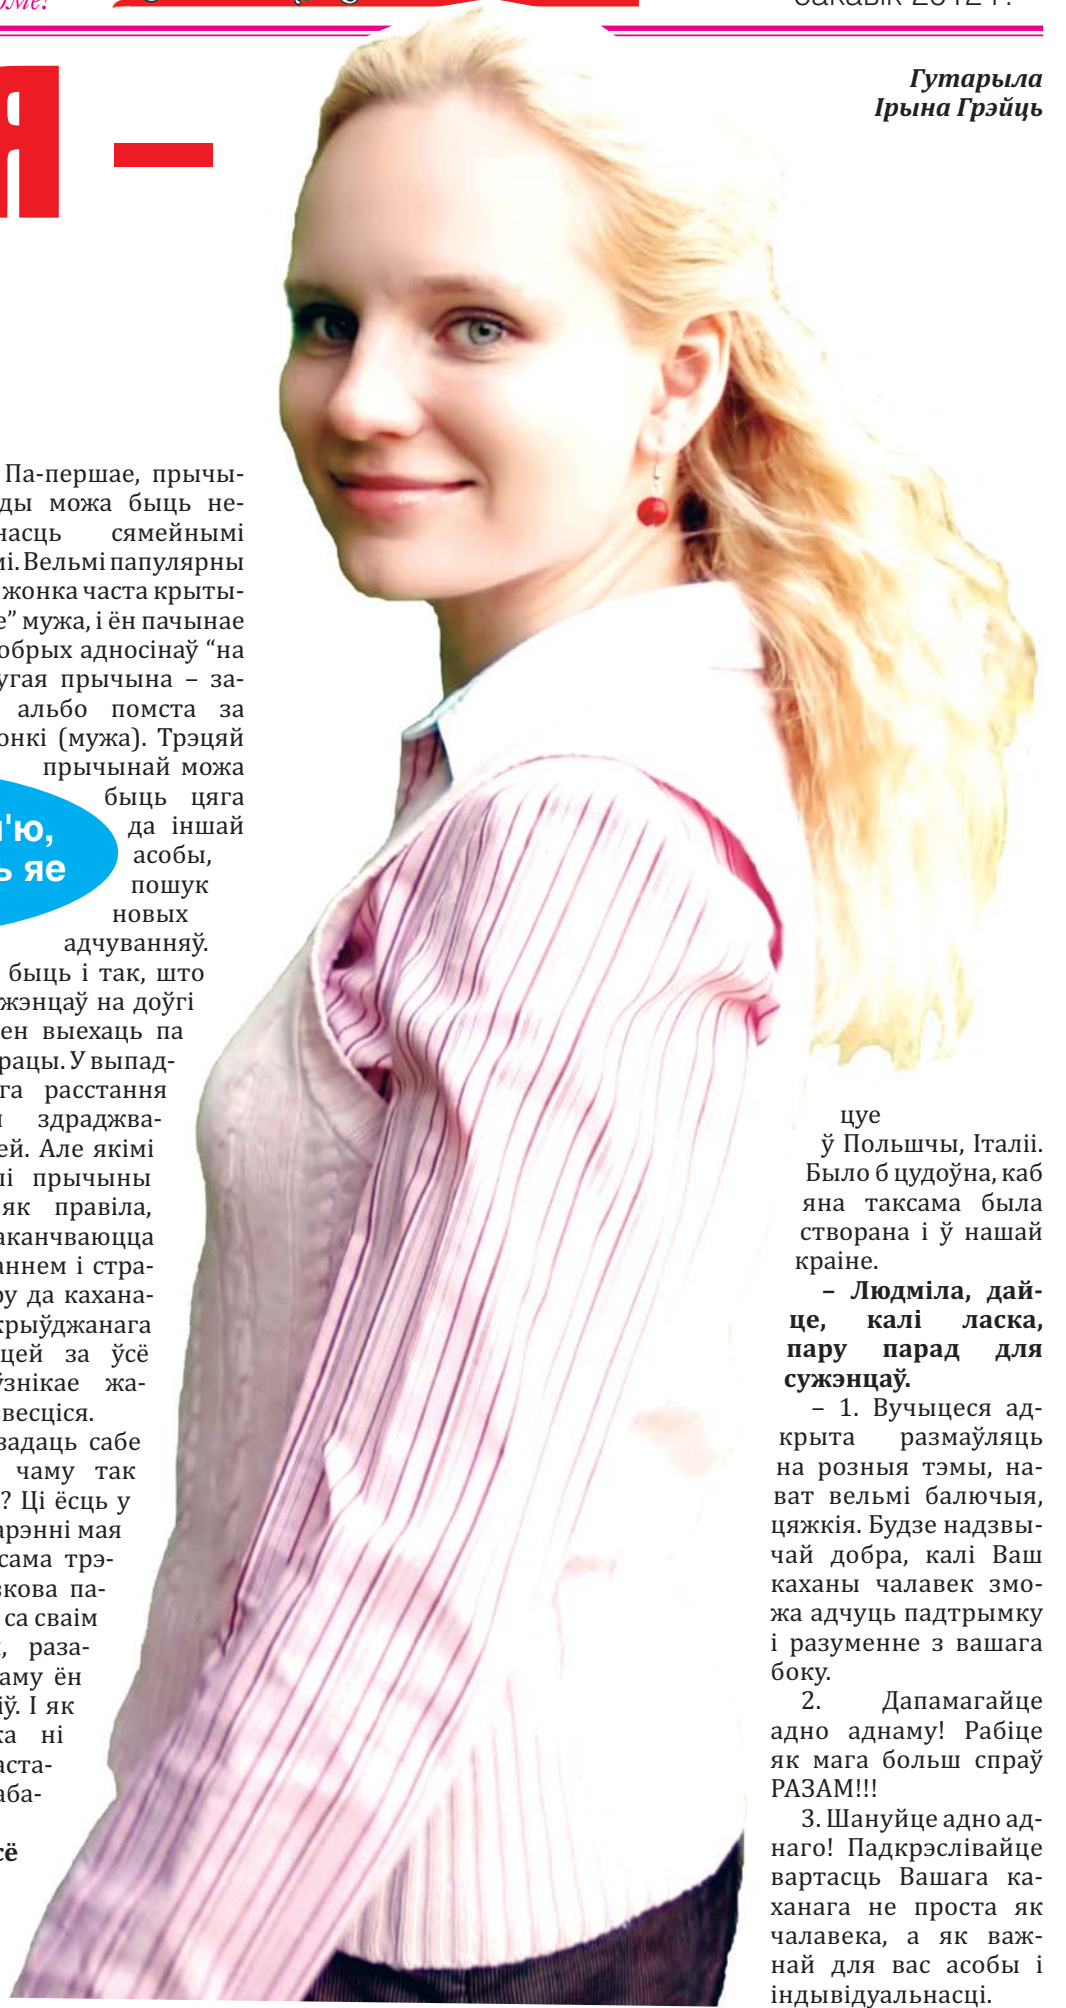 Я –
Гутарыла
Ірына Грэйць
Па-першае, прычы-
ды можа быць не-
насць сямейнымі
мі. Вельмі папулярны
жонка часта крыты-
е” мужа, і ён пачынае
обрых адносінаў “на
угая прычына – за-
альбо помста за
онкі (мужа). Трэцяй
прычынай можа
быць цяга
да іншай
асобы,
пошук
новых
адчуванняў.
быць і так, што
жэнцаў на доўгі
ен выехаць па
рацы. У выпад-
га расстання
здраджва-
ей. Але якімі
лі прычыны
як правіла,
аканчваюцца
аннем і стра-
ру да кахана-
крыўджанага
цей за ўсё
ўзнікае жа-
весціся.
задаць сабе
чаму так
? Ці ёсць у
арэнні мая
сама трэ-
зкова па-
са сваім
, раза-
аму ён
іў. І як
ка ні
аста-
аба-
сё
'ю,
ь яе
цуе
ў Польшчы, Італіі.
Было б цудоўна, каб
яна таксама была
створана і ў нашай
краіне.
– Людміла, дай-
це, калі ласка,
пару парад для
сужэнцаў.
– 1. Вучыцеся ад-
крыта размаўляць
на розныя тэмы, на-
ват вельмі балючыя,
цяжкія. Будзе надзвы-
чай добра, калі Ваш
каханы чалавек змо-
жа адчуць падтрымку
і разуменне з вашага
боку.
2. Дапамагайце
адно аднаму! Рабіце
як мага больш спраў
РАЗАМ!!!
3. Шануйце адно ад-
наго! Падкрэслівайце
вартасць Вашага ка-
ханага не проста як
чалавека, а як важ-
най для вас асобы і
індывідуальнасці.